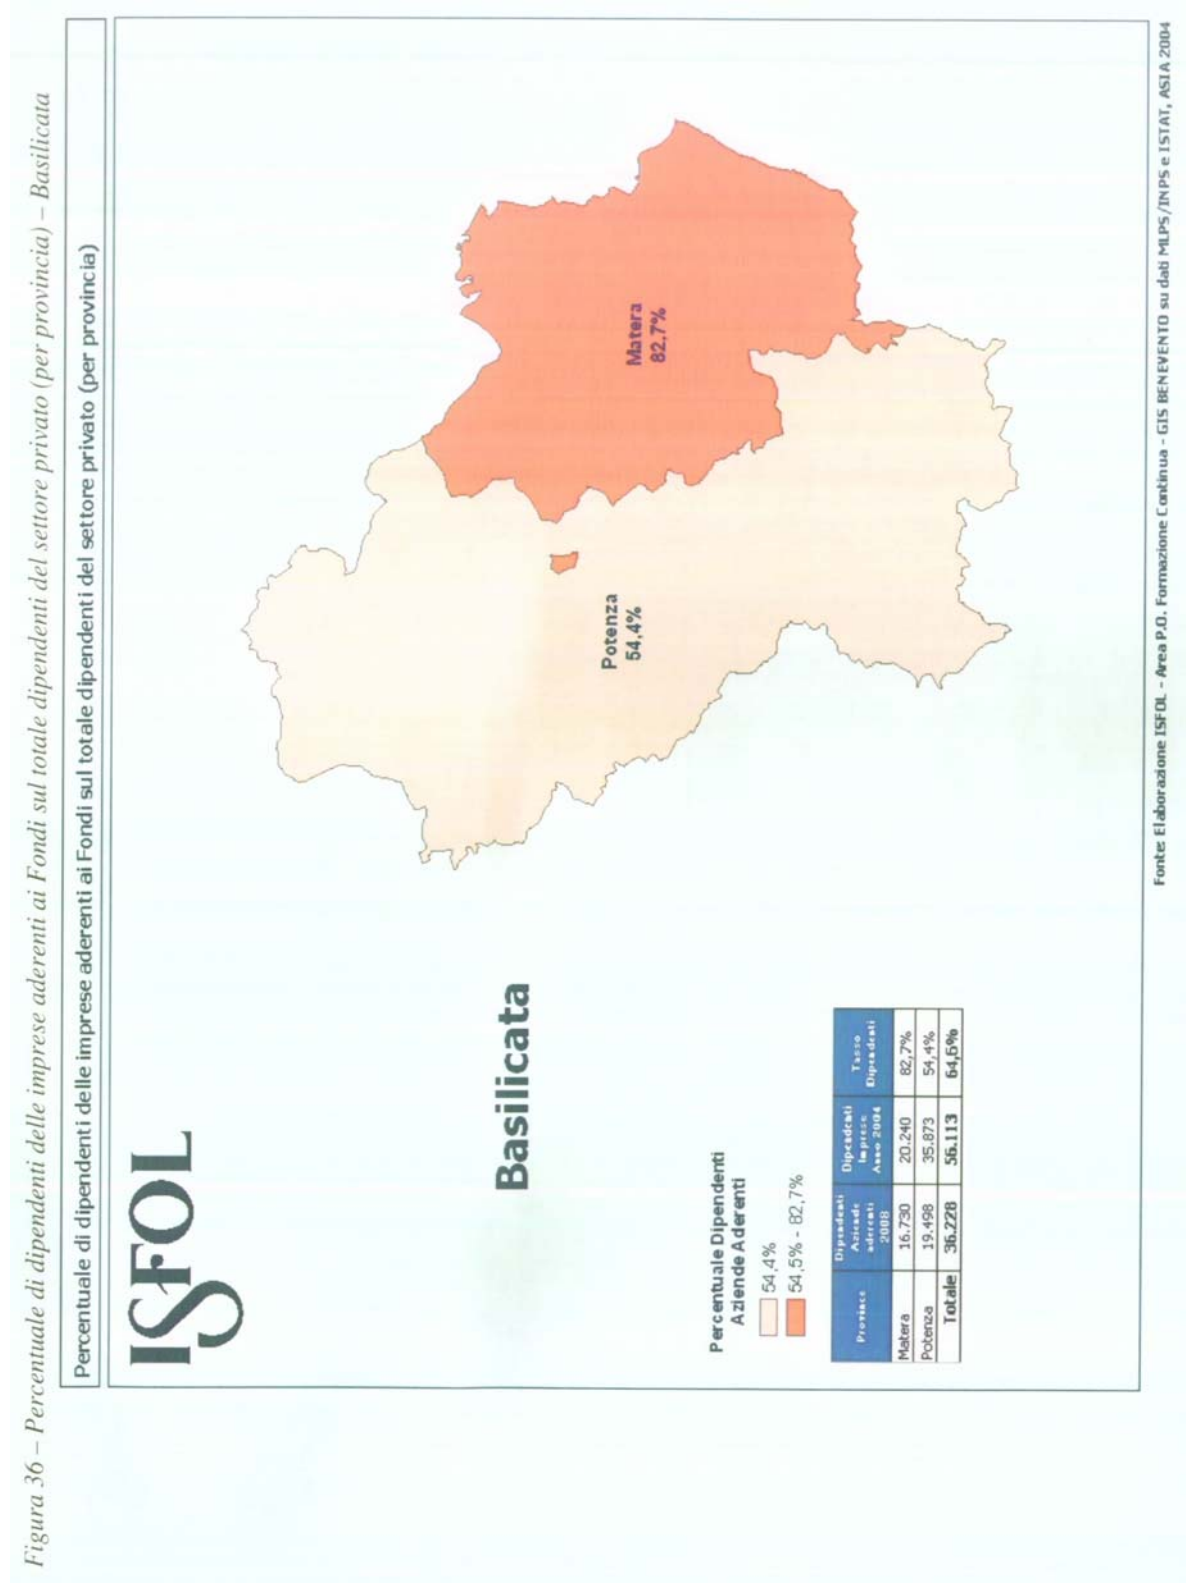 Figura 36 – Percentuale di dipendenti delle imprese aderenti ai Fondi sul totale dipendenti del settore privato (per provincia) – Basilicata
Percentuale di dipendenti delle imprese aderenti ai Fondi sul totale dipendenti del settore privato (per provincia)
ISFOL
Basilicata
Matera
82,7%
Potenza
54,4%
Percentuale Dipendenti
Aziende Aderenti
54,4%
54,5% - 82,7%
Province Dipendenti Aziende aderenti 2008 Dipendenti Imprese Anno 2004 Tasso Dipendenti
Matera 16.730 20.240 82,7%
Potenza 19.498 35.873 54,4%
Totale 36.228 56.113 64,6%
Fonte: Elaborazione ISFOL - Area P.O. Formazione Continua - GIS BENEVENTO su dati MLPS/INPS e ISTAT, ASIA 2004